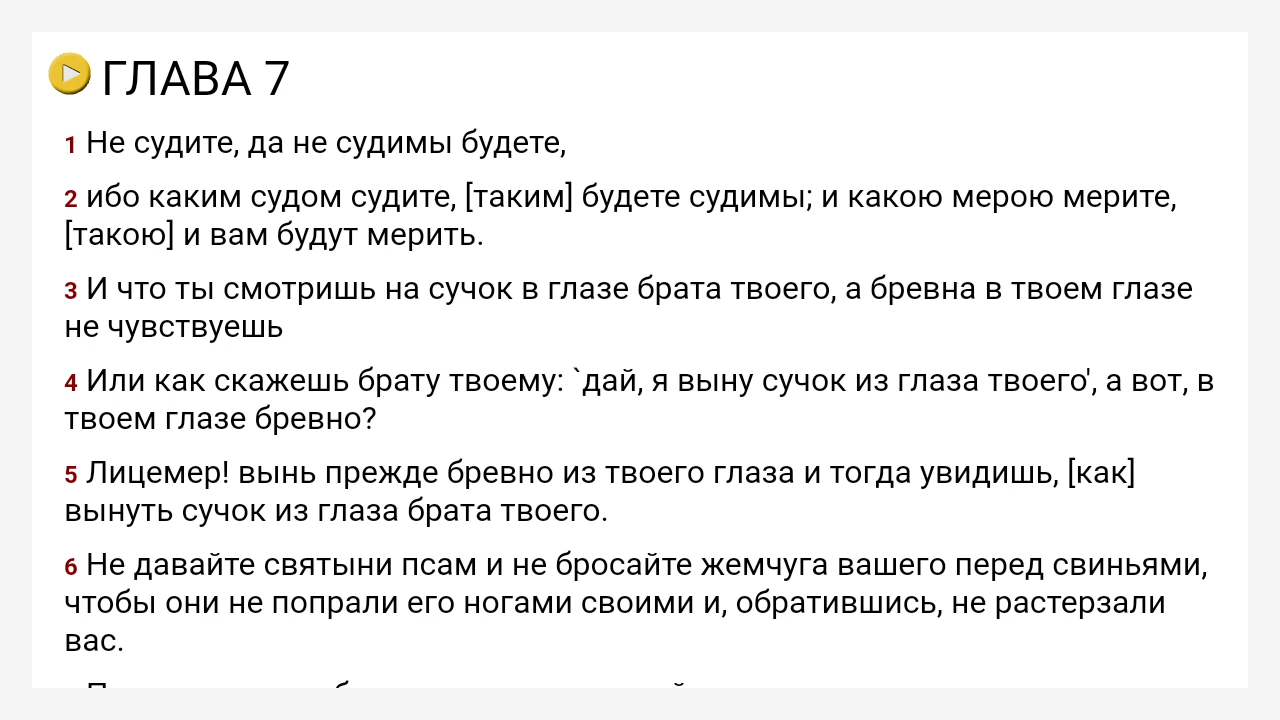 ГЛАВА 7
1 Не судите, да не судимы будете,
2 ибо каким судом судите, [таким] будете судимы; и какою мерою мерите,
[такою] и вам будут мерить.
3 И что ты смотришь на сучок в глазе брата твоего, а бревна в твоем глазе
не чувствуешь
4 Или как скажешь брату твоему: `дай, я выну сучок из глаза твоего', а вот, в
твоем глазе бревно?
5 Лицемер! вынь прежде бревно из твоего глаза и тогда увидишь, [как]
вынуть сучок из глаза брата твоего.
6 Не давайте святыни псам и не бросайте жемчуга вашего перед свиньями,
чтобы они не попрали его ногами своими и, обратившись, не растерзали
вас.